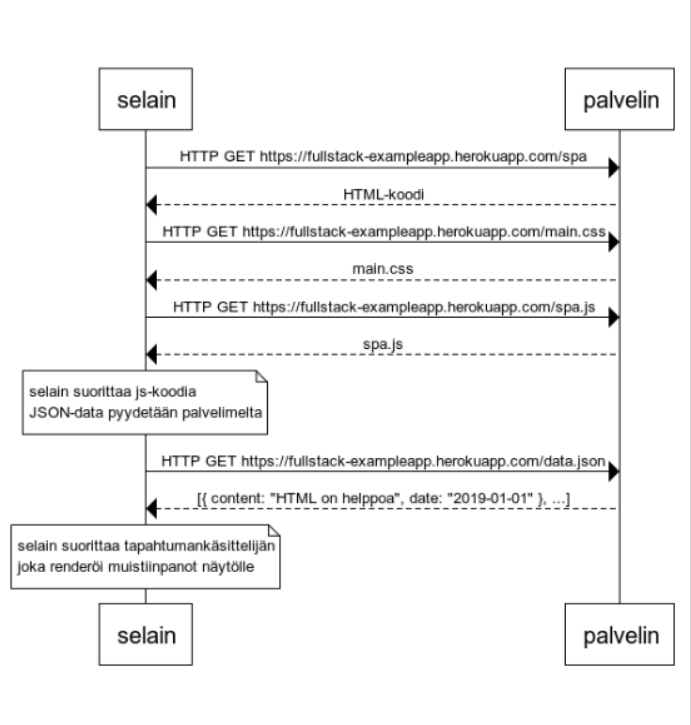 selain palvelin
HTTP GET https://fullstack-exampleapp.herokuapp.com/spa
HTML-koodi
HTTP GET https://fullstack-exampleapp.herokuapp.com/main.css
main.css
HTTP GET https://fullstack-exampleapp.herokuapp.com/spa.js
spa.js
selain suorittaa js-koodia
JSON-data pyydetään palvelimelta
HTTP GET https://fullstack-exampleapp.herokuapp.com/data.json
[{ content: "HTML on helppoa", date: "2019-01-01" }, ...]
selain suorittaa tapahtumankäsittelijän
joka renderöi muistiinpanot näytölle
selain palvelin